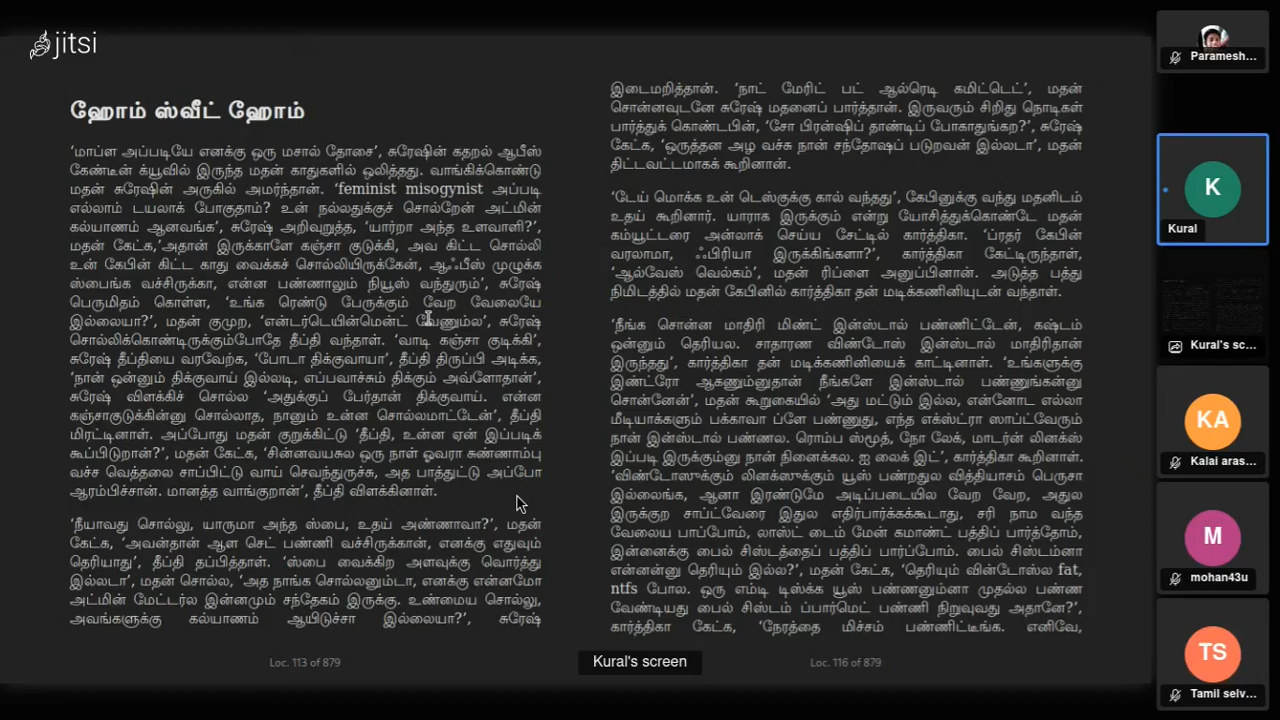 jitsi
ஹோம் ஸ்வீட் ஹோம்
‘மாப்ள அப்படியே எனக்கு ஒரு மசால் தோசை’, சுரேஷின் கதறல் ஆபீஸ்
கேண்டீன் க்யூவில் இருந்த மதன் காதுகளில் ஒலித்தது. வாங்கிக்கொண்டு
மதன் சுரேஷின் அருகில் அமர்ந்தான். ‘feminist misogynist அப்படி
எல்லாம் டயலாக் போகுதாம்? உன் நல்லதுக்குச் சொல்றேன் அட்மின்
கல்யாணம் ஆனவங்க’, சுரேஷ் அறிவுறுத்த, ‘யார்றா அந்த உளவாளி?’,
மதன் கேட்க,’அதான் இருக்காளே கஞ்சா குடுக்கி, அவ கிட்ட சொல்லி
உன் கேபின் கிட்ட காது வைக்கச் சொல்லியிருக்கேன், ஆஃபீஸ் முழுக்க
ஸ்பைங்க வச்சிருக்கா, என்ன பண்ணாலும் நியூஸ் வந்துரும்’, சுரேஷ்
பெருமிதம் கொள்ள, ‘உங்க ரெண்டு பேருக்கும் வேற வேலையே
இல்லையா?’, மதன் குமுற, ‘என்டர்டெயின்மென்ட் வேணும்ல’, சுரேஷ்
சொல்லிக்கொண்டிருக்கும்போதே தீப்தி வந்தாள். ‘வாடி கஞ்சா குடிக்கி’,
சுரேஷ் தீப்தியை வரவேற்க, ‘போடா திக்குவாயா‘, தீப்தி திருப்பி அடிக்க,
‘நான் ஒன்னும் திக்குவாய் இல்லடி, எப்பவாச்சும் திக்கும் அவ்ளோதான்’,
சுரேஷ் விளக்கிச் சொல்ல ‘அதுக்குப் பேர்தான் திக்குவாய். என்ன
கஞ்சாகுடுக்கின்னு சொல்லாத, நானும் உன்ன சொல்லமாட்டேன்’, தீப்தி
மிரட்டினாள். அப்போது மதன் குறுக்கிட்டு ‘தீப்தி, உன்ன ஏன் இப்படிக்
கூப்பிடுறான்?’, மதன் கேட்க, ‘சின்னவயசுல ஒரு நாள் ஓவரா சுண்ணாம்பு
வச்ச வெத்தலை சாப்பிட்டு வாய் செவந்துருச்சு, அத பாத்துட்டு அப்போ
ஆரம்பிச்சான். மானத்த வாங்குறான்’, தீப்தி விளக்கினாள்.
‘நீயாவது சொல்லு, யாருமா அந்த ஸ்பை, உதய் அண்ணாவா?’, மதன்
கேட்க, ‘அவன்தான் ஆள செட் பண்ணி வச்சிருக்கான், எனக்கு எதுவும்
தெரியாது’, தீப்தி தப்பித்தாள். ‘ஸ்பை வைக்கிற அளவுக்கு வொர்த்து
இல்லடா’, மதன் சொல்ல, ‘அத நாங்க சொல்லனும்டா, எனக்கு என்னமோ
அட்மின் மேட்டர்ல இன்னமும் சந்தேகம் இருக்கு. உண்மைய சொல்லு,
அவங்களுக்கு கல்யாணம் ஆயிடுச்சா இல்லையா?’, சுரேஷ்
Loc. 113 of 879
இடைமறித்தான். ‘நாட் மேரிட் பட் ஆல்ரெடி கமிட்டெட்’, மதன்
சொன்னவுடனே சுரேஷ் மதனைப் பார்த்தான். இருவரும் சிறிது நொடிகள்
பார்த்துக் கொண்டபின், ‘சோ பிரன்ஷிப் தாண்டிப் போகாதுங்கற?’, சுரேஷ்
கேட்க, ‘ஒருத்தன அழ வச்சு நான் சந்தோஷப் படுறவன் இல்லடா’, மதன்
திட்டவட்டமாகக் கூறினான்.
‘டேய் மொக்க உன் டெஸ்குக்கு கால் வந்தது’, கேபினுக்கு வந்து மதனிடம்
உதய் கூறினார். யாராக இருக்கும் என்று யோசித்துக்கொண்டே மதன்
கம்யூட்டரை அன்லாக் செய்ய சேட்டில் கார்த்திகா. ‘ப்ரதர் கேபின்
வரலாமா, ஃபிரியா இருக்கிங்களா?’, கார்த்திகா கேட்டிருந்தாள்,
‘ஆல்வேஸ் வெல்கம்’, மதன் ரிப்ளை அனுப்பினான். அடுத்த பத்து
நிமிடத்தில் மதன் கேபினில் கார்த்திகா தன் மடிக்கணினியுடன் வந்தாள்.
‘நீங்க சொன்ன மாதிரி மிண்ட் இன்ஸ்டால் பண்ணிட்டேன், கஷ்டம்
ஒன்னும் தெரியல. சாதாரண விண்டோஸ் இன்ஸ்டால் மாதிரிதான்
இருந்தது’, கார்த்திகா தன் மடிக்கணினியைக் காட்டினாள். ‘உங்களுக்கு
இண்ட்ரோ ஆகணும்னுதான் நீங்களே இன்ஸ்டால் பண்ணுங்கன்னு
சொன்னேன்’, மதன் கூறுகையில் ‘அது மட்டும் இல்ல, என்னோட எல்லா
மீடியாக்களும் பக்காவா ப்ளே பண்ணுது, எந்த எக்ஸ்ட்ரா ஸாப்ட்வேரும்
நான் இன்ஸ்டால் பண்ணல. ரொம்ப ஸ்மூத், நோ லேக், மாடர்ன் லினக்ஸ்
இப்படி இருக்கும்னு நான் நினைக்கல. ஐ லைக் இட்’, கார்த்திகா கூறினாள்.
‘விண்டோஸுக்கும் லினக்ஸுக்கும் யூஸ் பண்றதுல வித்தியாசம் பெருசா
இல்லைங்க, ஆனா இரண்டுமே அடிப்படையில வேற வேற, அதுல
இருக்குற சாப்ட்வேரை இதுல எதிர்பார்க்கக்கூடாது, சரி நாம வந்த
வேலைய பாப்போம், லாஸ்ட் டைம் மேன் கமாண்ட் பத்திப் பார்த்தோம்,
இன்னைக்கு பைல் சிஸ்டத்தைப் பத்திப் பார்ப்போம். பைல் சிஸ்டம்னா
என்னன்னு தெரியும் இல்ல?’, மதன் கேட்க, ‘தெரியும் வின்டோஸ்ல fat,
ntfs போல. ஒரு எம்டி டிஸ்க்க யூஸ் பண்ணனும்னா முதல்ல பண்ண
வேண்டியது பைல் சிஸ்டம் ப்பார்மெட் பண்ணி நிறுவுவது அதானே?’,
கார்த்திகா கேட்க, ‘நேரத்தை மிச்சம் பண்ணிட்டீங்க. எனிவே,
Loc. 116 of 879
Kural's screen
Paramesh...
K
Kural
Kural's sc...
KA
Kalai aras...
M
mohan43u
TS
Tamil selv...